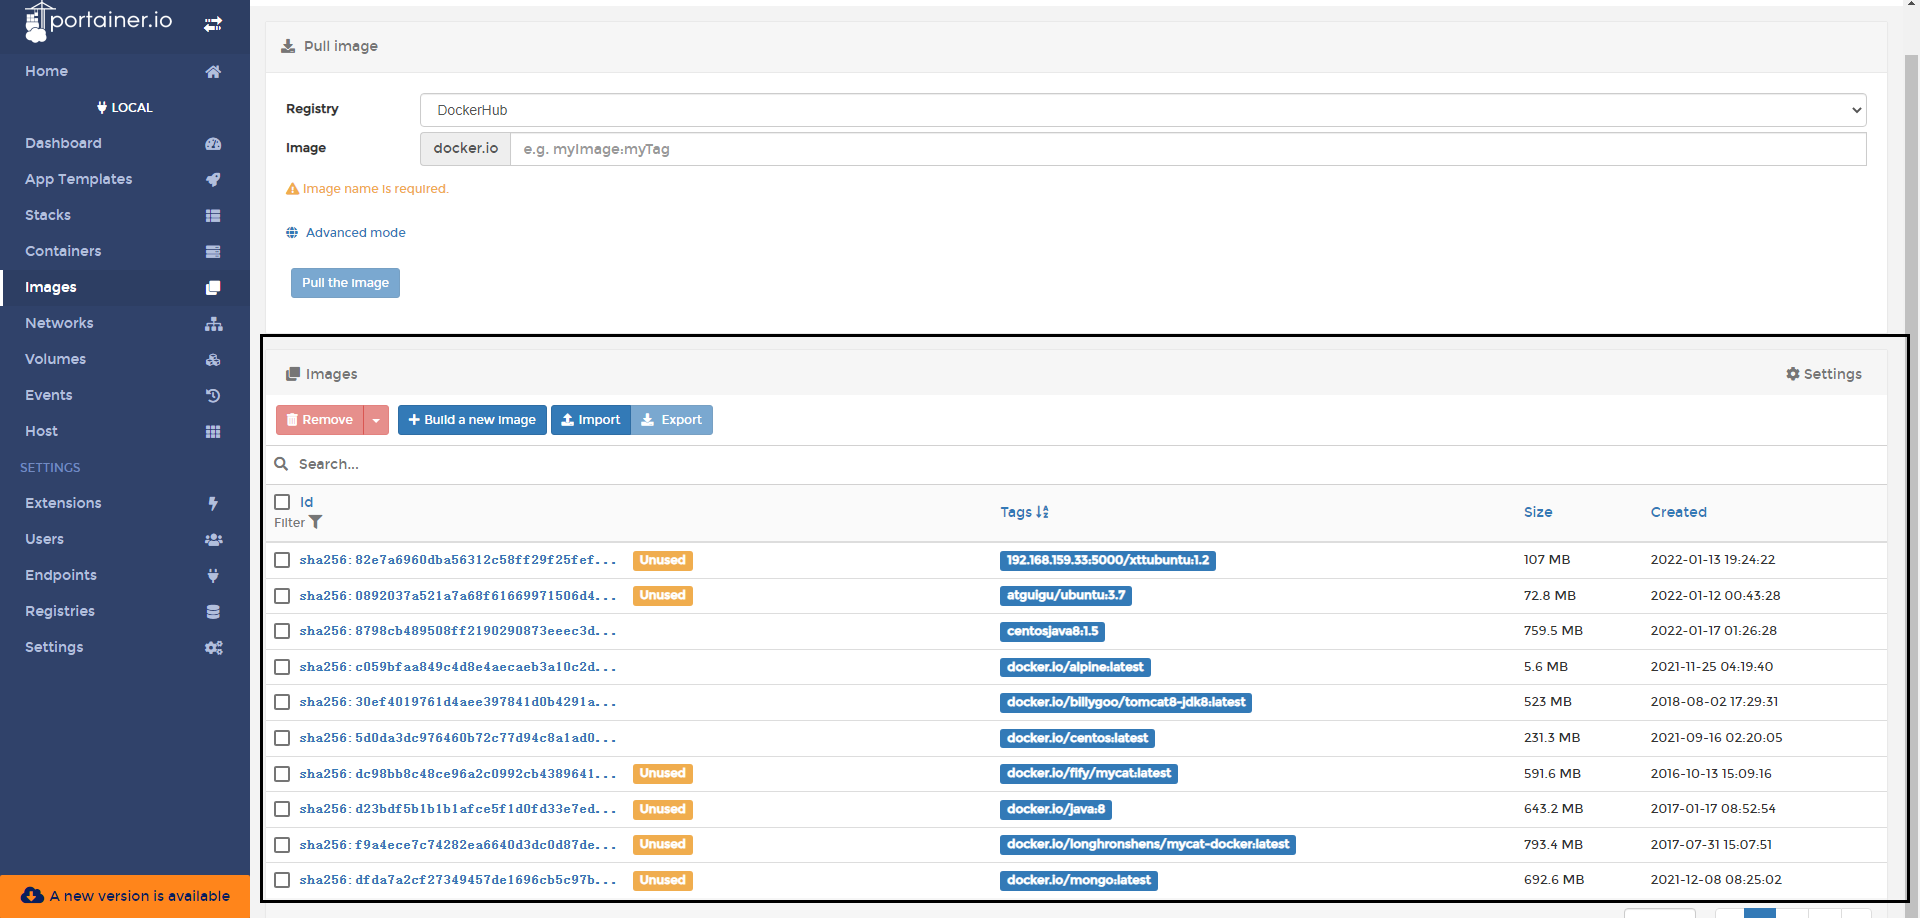 portainer.io
Home
LOCAL
Dashboard
App Templates
Stacks
Containers
Images
Networks
Volumes
Events
Host
SETTINGS
Extensions
Users
Endpoints
Registries
Settings
A new version is available
Pull image
Registry DockerHub
Image docker.io e.g. myImage:myTag
Image name is required.
Advanced mode
Pull the image
Images Settings
Remove Build a new image Import Export
Search...
Id Tags Size Created
Filter
sha256:82e7a6960dba56312c58ff29f25fef... Unused 192.168.159.33:5000/xttubuntu:1.2 107 MB 2022-01-13 19:24:22
sha256:0892037a521a7a68f61669971506d4... Unused atguigu/ubuntu:3.7 72.8 MB 2022-01-12 00:43:28
sha256:8798cb489508ff2190290873eeec3d... centosjava8:1.5 759.5 MB 2022-01-17 01:26:28
sha256:c059bfaa849c4d8e4aecaeb3a10c2d... docker.io/alpine:latest 5.6 MB 2021-11-25 04:19:40
sha256:30ef4019761d4aee397841d0b4291a... docker.io/billygoo/tomcat8-jdk8:latest 523 MB 2018-08-02 17:29:31
sha256:5d0da3dc976460b72c77d94c8a1ad0... docker.io/centos:latest 231.3 MB 2021-09-16 02:20:05
sha256:dc98bb8c48ce96a2c0992cb4389641... Unused docker.io/fify/mycat:latest 591.6 MB 2016-10-13 15:09:16
sha256:d23bdf5b1b1b1afce5f1d0fd33e7ed... Unused docker.io/java:8 643.2 MB 2017-01-17 08:52:54
sha256:f9a4ece7c74282ea6640d3dc0d87de... Unused docker.io/longhronshens/mycat-docker:latest 793.4 MB 2017-07-31 15:07:51
sha256:dfda7a2cf27349457de1696cb5c97b... Unused docker.io/mongo:latest 692.6 MB 2021-12-08 08:25:02